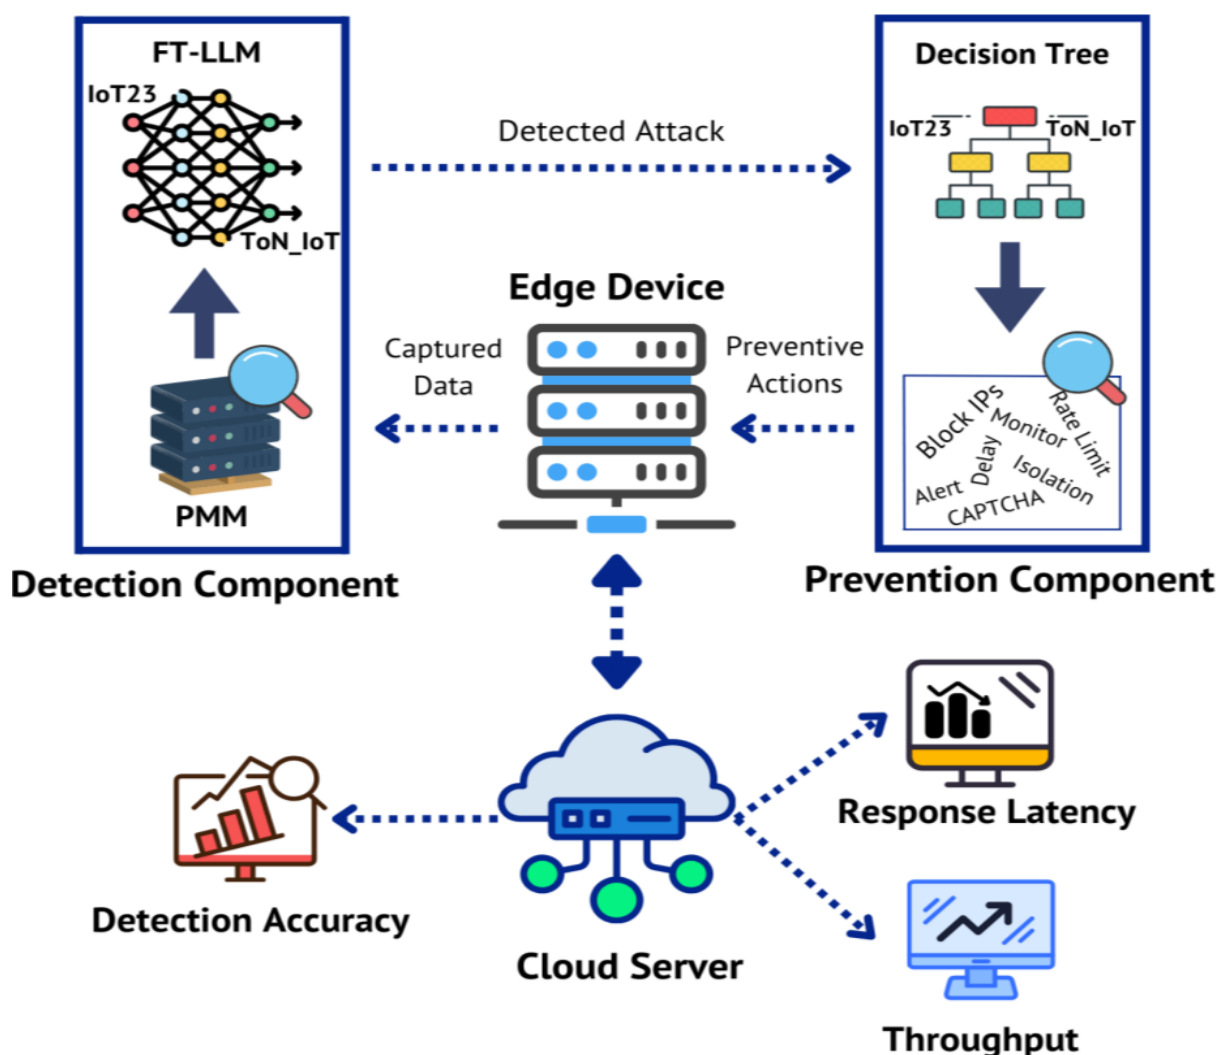 FT-LLM
IoT23
ToN_IoT
PMM
Detection Component
Detected Attack
Edge Device
Captured
Data
Preventive
Actions
Decision Tree
IoT23
ToN_IoT
Block IPs
Monitor
Rate Limit
Delay
Isolation
Alert
CAPTCHA
Prevention Component
Detection Accuracy
Cloud Server
Response Latency
Throughput